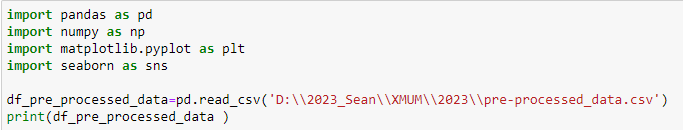 import pandas as pd
import numpy as np
import matplotlib.pyplot as plt
import seaborn as sns
df_pre_processed_data=pd.read_csv('D:\\2023_Sean\\XMUM\\2023\\pre-processed_data.csv')
print(df_pre_processed_data )